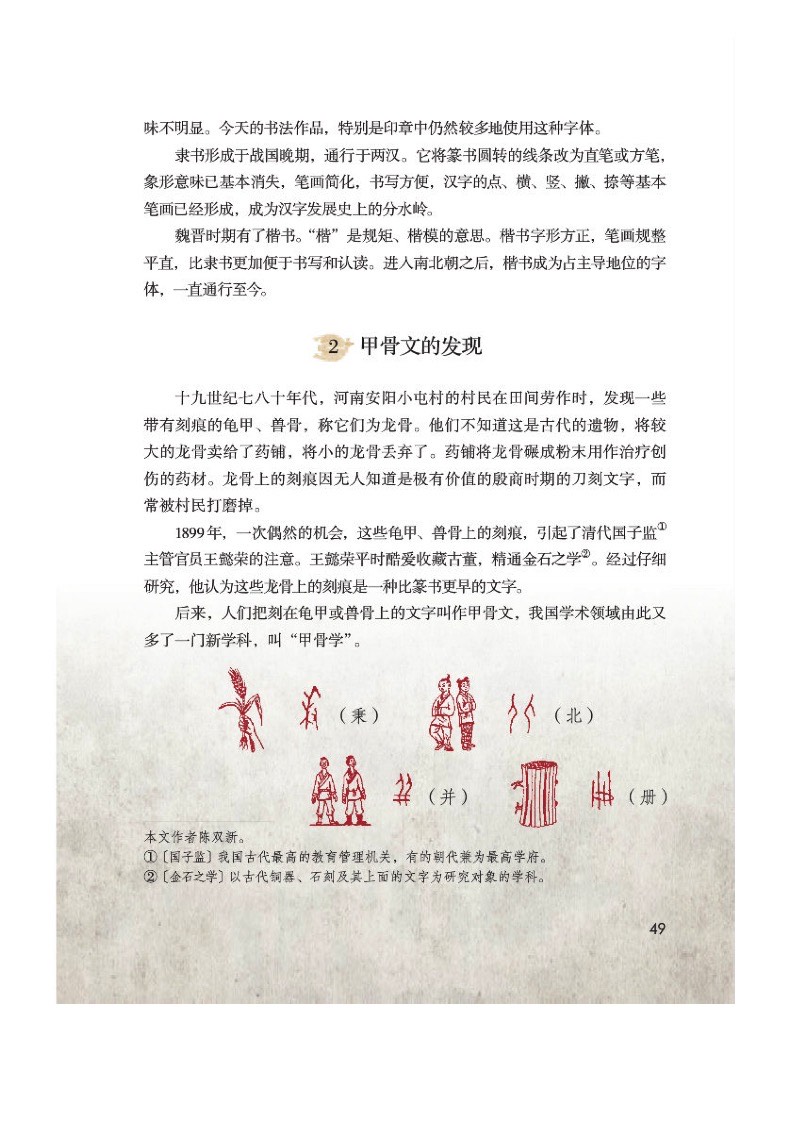 味不明显。今天的书法作品，特别是印章中仍然较多地使用这种字体。
隶书形成于战国晚期，通行于两汉。它将篆书圆转的线条改为直笔或方笔，
象形意味已基本消失，笔画简化，书写方便，汉字的点、横、竖、撇、捺等基本
笔画已经形成，成为汉字发展史上的分水岭。
魏晋时期有了楷书。“楷”是规矩、楷模的意思。楷书字形方正，笔画规整
平直，比隶书更加便于书写和认读。进入南北朝之后，楷书成为占主导地位的字
体，一直通行至今。
2 甲骨文的发现
十九世纪七八十年代，河南安阳小屯村的村民在田间劳作时，发现一些
带有刻痕的龟甲、兽骨，称它们为龙骨。他们不知道这是古代的遗物，将较
大的龙骨卖给了药铺，将小的龙骨丢弃了。药铺将龙骨碾成粉末用作治疗创
伤的药材。龙骨上的刻痕因无人知道是极有价值的殷商时期的刀刻文字，而
常被村民打磨掉。
1899年，一次偶然的机会，这些龟甲、兽骨上的刻痕，引起了清代国子监①
主管官员王懿荣的注意。王懿荣平时酷爱收藏古董，精通金石之学②。经过仔细
研究，他认为这些龙骨上的刻痕是一种比篆书更早的文字。
后来，人们把刻在龟甲或兽骨上的文字叫作甲骨文，我国学术领域由此又
多了一门新学科，叫“甲骨学”。
（乘）（北）
（并）（册）
本文作者陈双新。
①〔国子监〕我国古代最高的教育管理机关，有的朝代兼为最高学府。
②〔金石之学〕以古代铜器、石刻及其上面的文字为研究对象的学科。
49